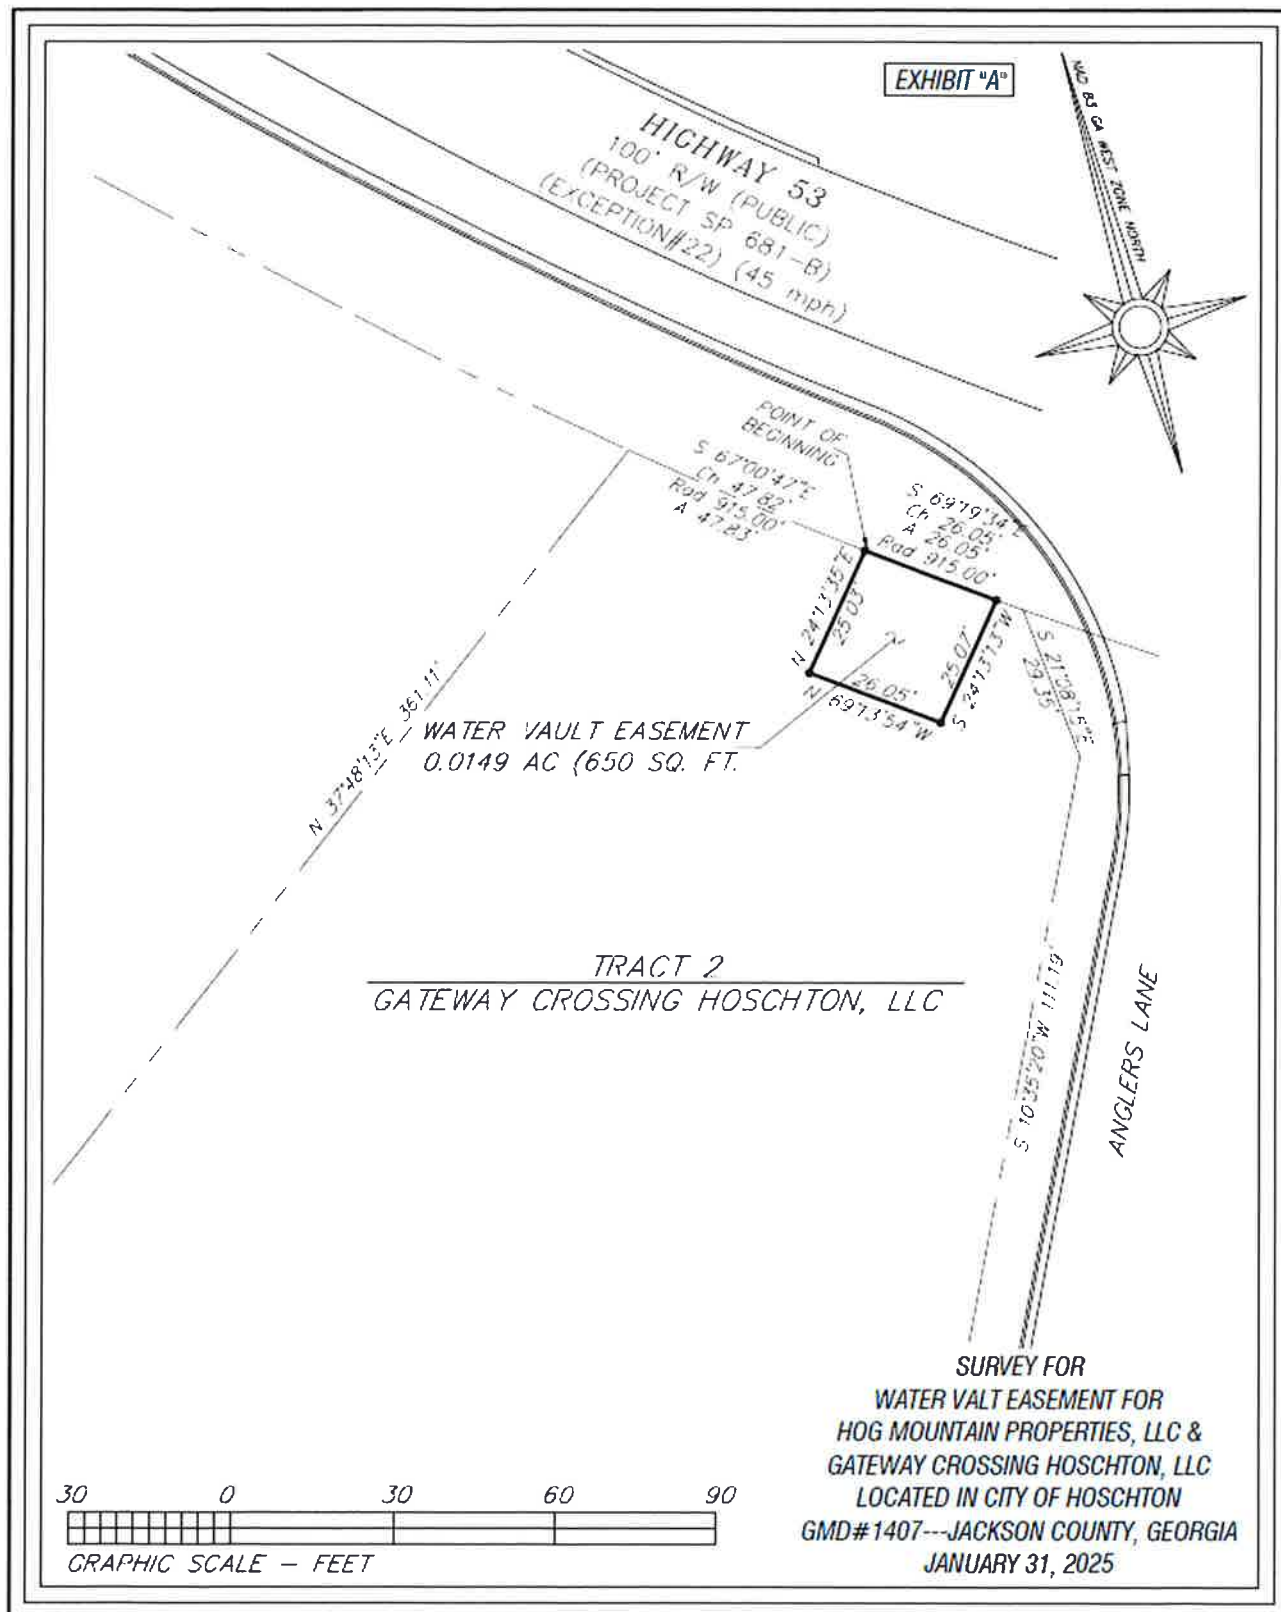 EXHIBIT "A"
NAD 83 GA WEST ZONE NORTH
HIGHWAY 53
100' R/W (PUBLIC)
(PROJECT SP 681-B)
(EXCEPTION#22) (45 mph)
POINT OF
BEGINNING
S 67°00'47"E
Ch 47.82'
Rad 915.00'
A 47.83'
S 69°19'34"E
Ch 26.05'
A 26.05'
Rad 915.00'
N 24°13'35"E
25.03'
25.07'
S 24°13'13"W
26.05'
N 69°13'54"W
S 21°08'15"E
29.35'
N 37°48'13"E 361.11'
WATER VAULT EASEMENT
0.0149 AC (650 SQ. FT.
TRACT 2
GATEWAY CROSSING HOSCHTON, LLC
S 10°35'20"W 111.19'
ANGLERS LANE
SURVEY FOR
WATER VALT EASEMENT FOR
HOG MOUNTAIN PROPERTIES, LLC &
GATEWAY CROSSING HOSCHTON, LLC
LOCATED IN CITY OF HOSCHTON
GMD#1407---JACKSON COUNTY, GEORGIA
JANUARY 31, 2025
30 0 30 60 90
GRAPHIC SCALE – FEET